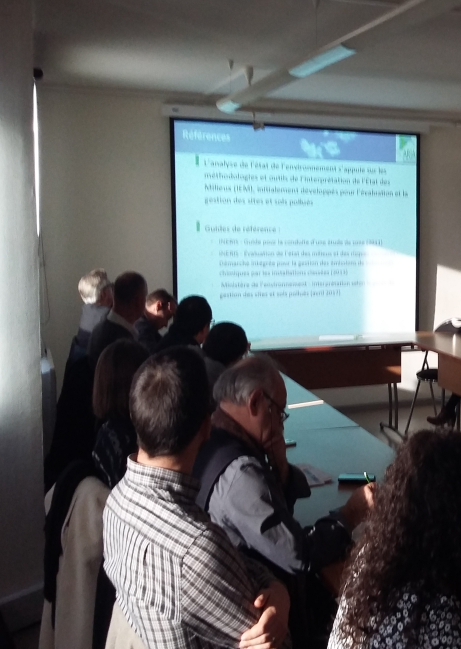 Références
L'analyse de l'état de l'environnement s'appuie sur les
méthodologies et outils de l'Interprétation de l'État des
Milieux (IEM), initialement développés pour l'évaluation et la
gestion des sites et sols pollués
Guides de référence :
- INERIS - Guide pour la conduite d'une étude de zone (2011)
- INERIS - Évaluation de l'état des milieux et des risques
Démarche intégrée pour la gestion des émissions de
chimiques par les installations classées (2013)
- Ministère de l'environnement - Interprétation
gestion des sites et sols pollués (avril 2017)